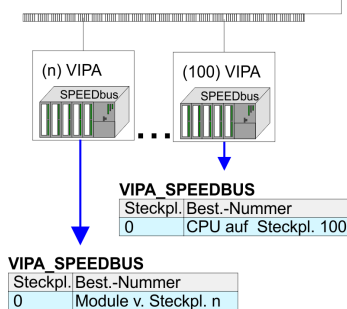 (n) VIPA
(100) VIPA
SPEEDbus
SPEEDbus
VIPA_SPEEDBUS
Steckpl. Best.-Nummer
0 CPU auf Steckpl. 100
VIPA_SPEEDBUS
Steckpl. Best.-Nummer
0 Module v. Steckpl. n